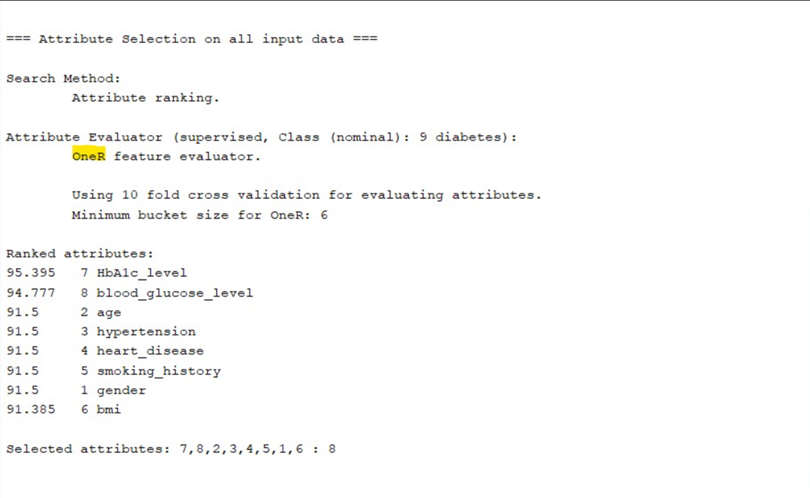 === Attribute Selection on all input data ===
Search Method:
Attribute ranking.
Attribute Evaluator (supervised, Class (nominal): 9 diabetes):
OneR feature evaluator.
Using 10 fold cross validation for evaluating attributes.
Minimum bucket size for OneR: 6
Ranked attributes:
95.395 7 HbA1c_level
94.777 8 blood_glucose_level
91.5 2 age
91.5 3 hypertension
91.5 4 heart_disease
91.5 5 smoking_history
91.5 1 gender
91.385 6 bmi
Selected attributes: 7,8,2,3,4,5,1,6 : 8